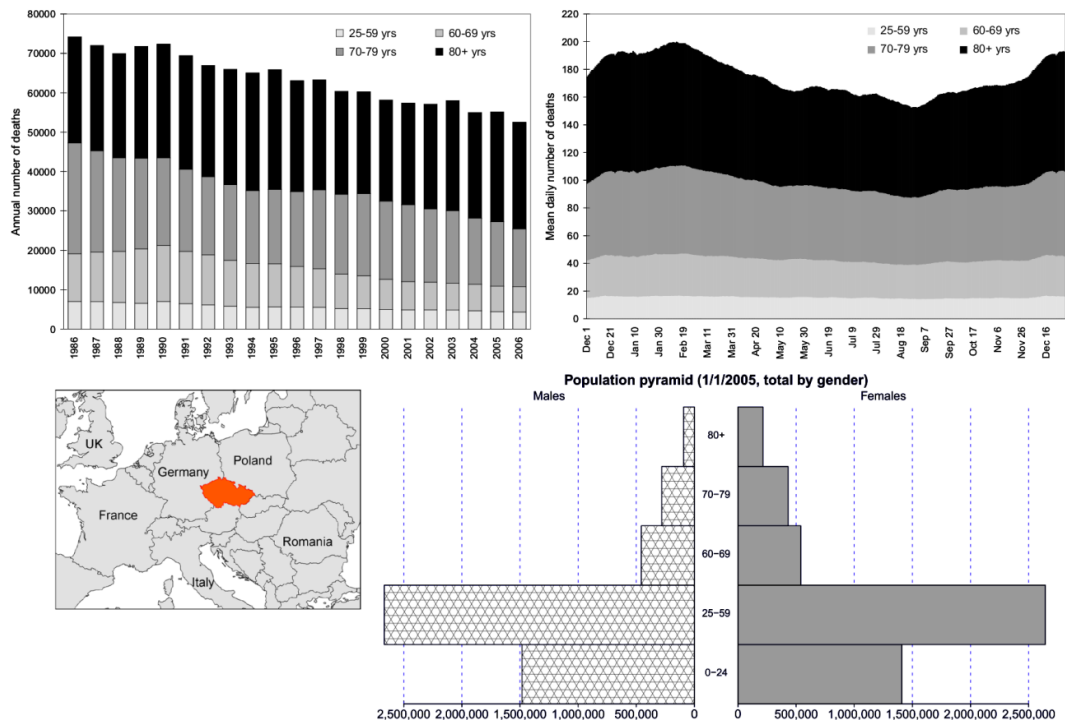 80000
70000
60000
50000
40000
30000
20000
10000
0
Annual number of deaths
25-59 yrs
60-69 yrs
70-79 yrs
80+ yrs
1986
1987
1988
1989
1990
1991
1992
1993
1994
1995
1996
1997
1998
1999
2000
2001
2002
2003
2004
2005
2006
220
200
180
160
140
120
100
80
60
40
20
0
Mean daily number of deaths
25-59 yrs
60-69 yrs
70-79 yrs
80+ yrs
Dec 1
Dec 21
Jan 10
Jan 30
Feb 19
Mar 11
Mar 31
Apr 20
May 10
May 30
Jun 19
Jul 9
Jul 29
Aug 18
Sep 7
Sep 27
Oct 17
Nov 6
Nov 26
Dec 16
UK
Poland
Germany
France
Romania
Italy
Population pyramid (1/1/2005, total by gender)
Males
Females
80+
70−79
60−69
25−59
0−24
2,500,000 2,000,000 1,500,000 1,000,000 500,000 0
0 500,000 1,000,000 1,500,000 2,000,000 2,500,000